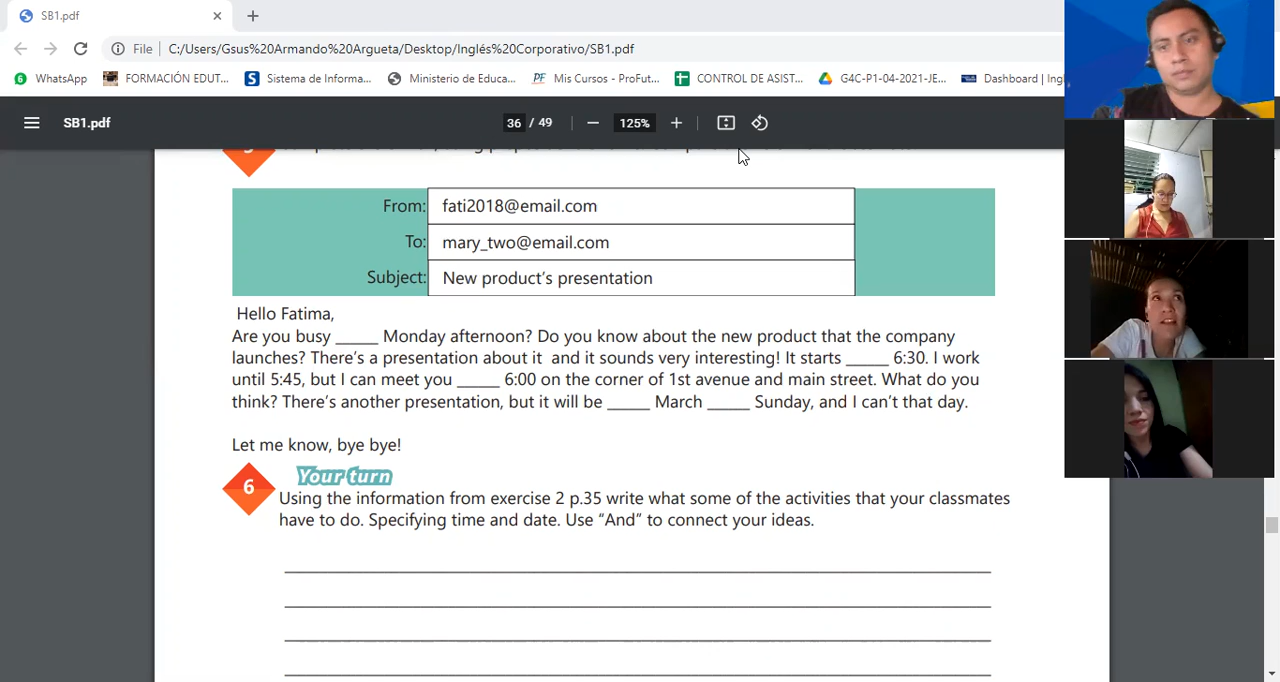 SB1.pdf
File C:/Users/Gsus%20Armando%20Argueta/Desktop/Inglés%20Corporativo/SB1.pdf
WhatsApp FORMACIÓN EDUT... Sistema de Informa... Ministerio de Educa... Mis Cursos - ProFut... CONTROL DE ASIST... G4C-P1-04-2021-JE... Dashboard | Ingl
SB1.pdf 36 / 49 125%
From: fati2018@email.com
To: mary_two@email.com
Subject: New product's presentation
Hello Fatima,
Are you busy _____ Monday afternoon? Do you know about the new product that the company
launches? There's a presentation about it and it sounds very interesting! It starts _____ 6:30. I work
until 5:45, but I can meet you _____ 6:00 on the corner of 1st avenue and main street. What do you
think? There's another presentation, but it will be _____ March _____ Sunday, and I can't that day.
Let me know, bye bye!
Your turn
6
Using the information from exercise 2 p.35 write what some of the activities that your classmates
have to do. Specifying time and date. Use "And" to connect your ideas.